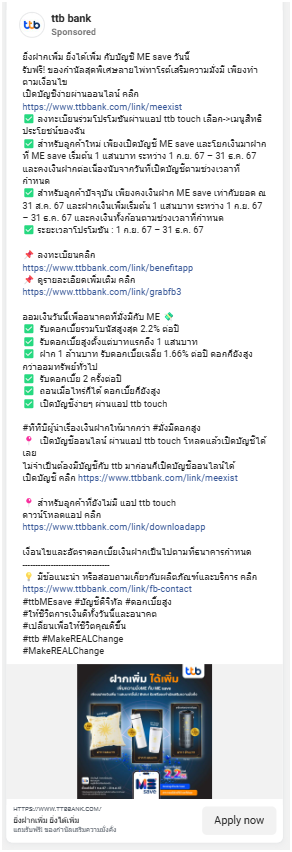 ttb bank
Sponsored
ยิ่งฝากเพิ่ม ยิ่งได้เพิ่ม กับบัญชี ME save วันนี้
รับฟรี! ของกำนัลสุดพิเศษลายไพ่ทาโรต์เสริมความมั่งมี เพียงทำ
ตามเงื่อนไข
เปิดบัญชีง่ายผ่านออนไลน์ คลิก
https://www.ttbbank.com/link/meexist
✅ ลงทะเบียนร่วมโปรโมชันผ่านแอป ttb touch เลือก->เมนูสิทธิ
ประโยชน์ของฉัน
✅ สำหรับลูกค้าใหม่ เพียงเปิดบัญชี ME save และโยกเงินมาฝาก
ที่ ME save เริ่มต้น 1 แสนบาท ระหว่าง 1 ก.ย. 67 – 31 ธ.ค. 67
และคงเงินฝากต่อเนื่องนับจากวันที่เปิดบัญชีตามช่วงเวลาที่
กำหนด
✅ สำหรับลูกค้าปัจจุบัน เพียงคงเงินฝาก ME save เท่ากับยอด ณ
31 ส.ค. 67 และฝากเงินเพิ่มเริ่มต้น 1 แสนบาท ระหว่าง 1 ก.ย. 67
– 31 ธ.ค. 67 และคงเงินทั้งก้อนตามช่วงเวลาที่กำหนด
✅ ระยะเวลาโปรโมชัน : 1 ก.ย. 67 – 31 ธ.ค. 67
📌 ลงทะเบียนคลิก
https://www.ttbbank.com/link/benefitapp
📌 ดูรายละเอียดเพิ่มเติม คลิก
https://www.ttbbank.com/link/grabfb3
ออมเงินวันนี้เพื่ออนาคตที่มั่งมีกับ ME 💸
✅ รับดอกเบี้ยรวมโบนัสสูงสุด 2.2% ต่อปี
✅ รับดอกเบี้ยสูงตั้งแต่บาทแรกถึง 1 แสนบาท
✅ ฝาก 1 ล้านบาท รับดอกเบี้ยเฉลี่ย 1.66% ต่อปี ดอกก็ยังสูง
กว่าออมทรัพย์ทั่วไป
✅ รับดอกเบี้ย 2 ครั้งต่อปี
✅ ถอนเมื่อไหร่ก็ได้ ดอกเบี้ยก็ยังสูง
✅ เปิดบัญชีง่ายๆ ผ่านแอป ttb touch
#ทีทีบีผู้นำเรื่องเงินฝากให้มากกว่า #มั่งมีดอกสูง
📍 เปิดบัญชีออนไลน์ ผ่านแอป ttb touch โหลดแล้วเปิดบัญชีได้
เลย
ไม่จำเป็นต้องมีบัญชีกับ ttb มาก่อนก็เปิดบัญชีออนไลน์ได้
เปิดบัญชี คลิก https://www.ttbbank.com/link/meexist
📍 สำหรับลูกค้าที่ยังไม่มี แอป ttb touch
ดาวน์โหลดแอป คลิก
https://www.ttbbank.com/link/downloadapp
เงื่อนไขและอัตราดอกเบี้ยเงินฝากเป็นไปตามที่ธนาคารกำหนด
---------------------------------
💡 มีข้อแนะนำ หรือสอบถามเกี่ยวกับผลิตภัณฑ์และบริการ คลิก
https://www.ttbbank.com/link/fb-contact
#ttbMEsave #บัญชีดิจิทัล #ดอกเบี้ยสูง
#ให้ชีวิตการเงินดีทั้งวันนี้และอนาคต
#เปลี่ยนเพื่อให้ชีวิตคุณดีขึ้น
#ttb #MakeREALChange
#MakeREALChange
ttb
ฝากเพิ่ม ได้เพิ่ม
ME
save
HTTPS://WWW.TTBBANK.COM/
ยิ่งฝากเพิ่ม ยิ่งได้เพิ่ม
แถมรับฟรี! ของกำนัลเสริมความมั่งคั่ง
Apply now